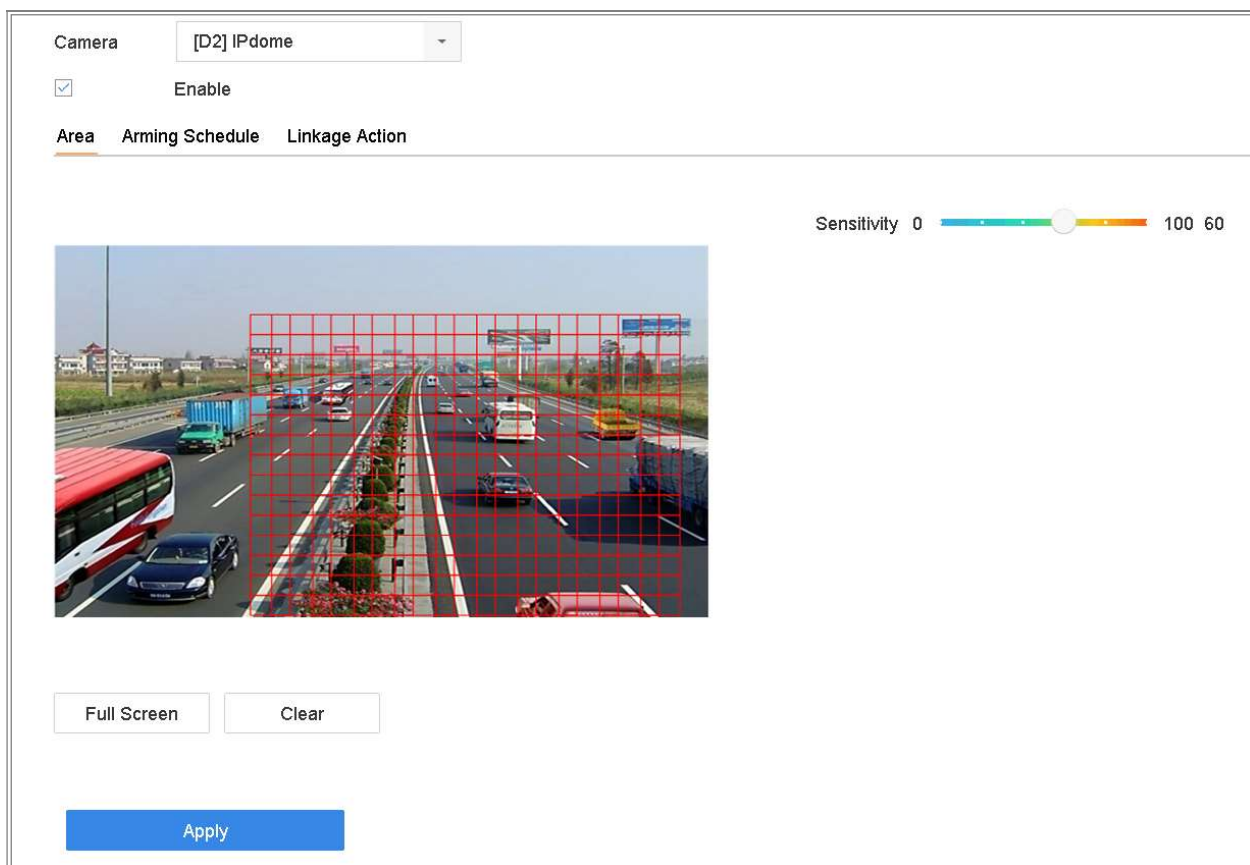 Camera [D2] IPdome
Enable
Area Arming Schedule Linkage Action
Sensitivity 0 100 60
Full Screen Clear
Apply